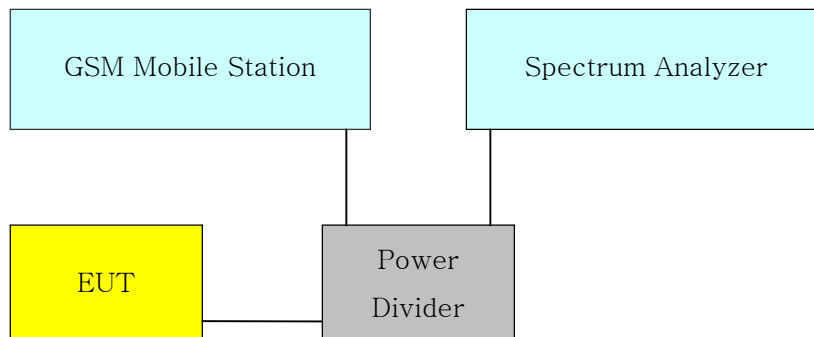 GSM Mobile Station
Spectrum Analyzer
EUT
Power
Divider